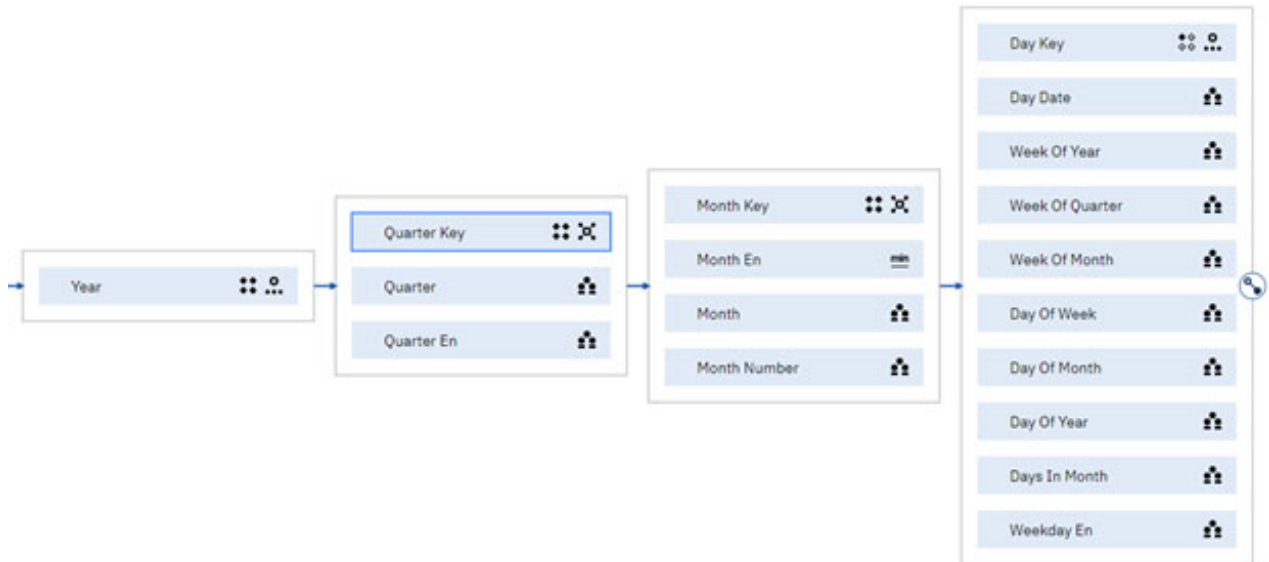 Year
Quarter Key
Quarter
Quarter En
Month Key
Month En
min
Month
Month Number
Day Key
Day Date
Week Of Year
Week Of Quarter
Week Of Month
Day Of Week
Day Of Month
Day Of Year
Days In Month
Weekday En